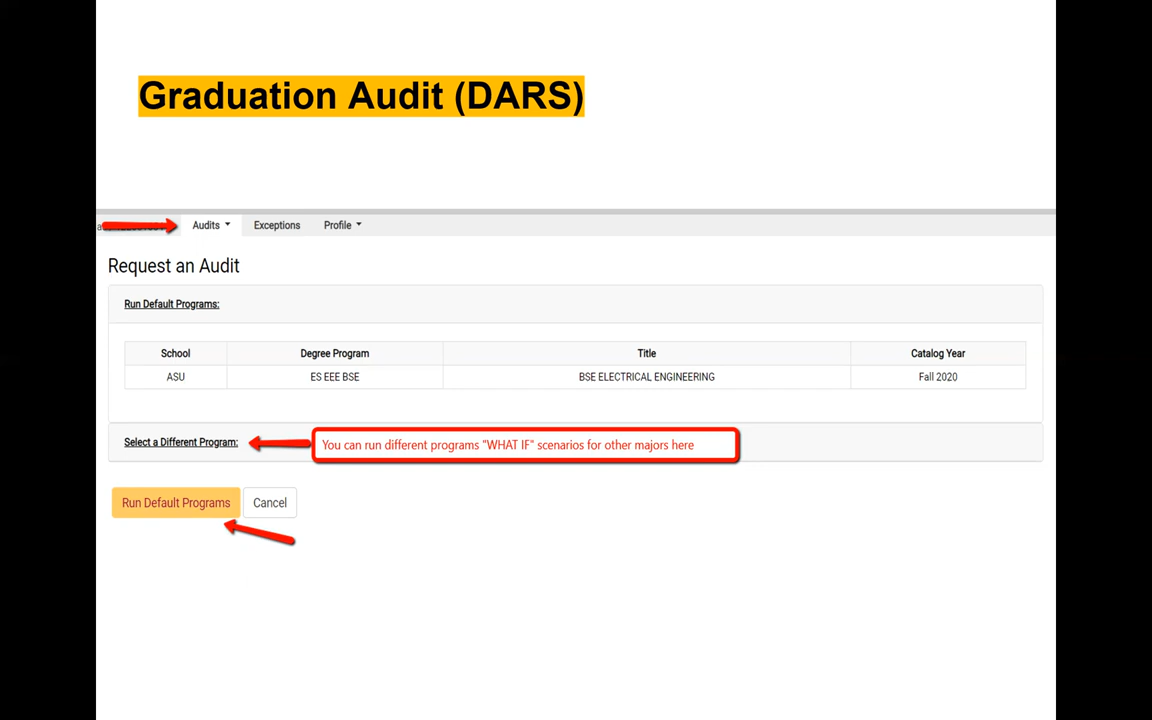 Graduation Audit (DARS)
Audits Exceptions Profile
Request an Audit
Run Default Programs:
School Degree Program Title Catalog Year
ASU ES EEE BSE BSE ELECTRICAL ENGINEERING Fall 2020
Select a Different Program: You can run different programs "WHAT IF" scenarios for other majors here
Run Default Programs Cancel